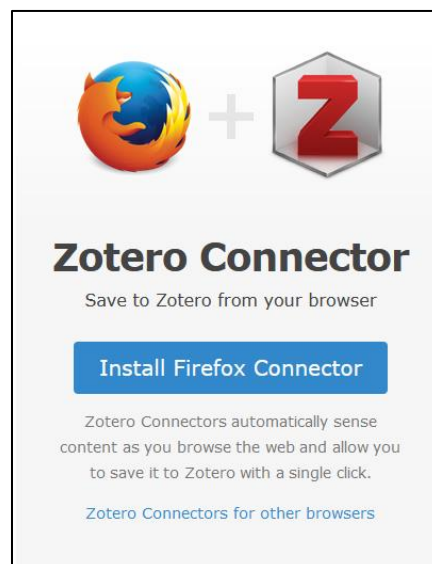 Z
Zotero Connector
Save to Zotero from your browser
Install Firefox Connector
Zotero Connectors automatically sense
content as you browse the web and allow you
to save it to Zotero with a single click.
Zotero Connectors for other browsers